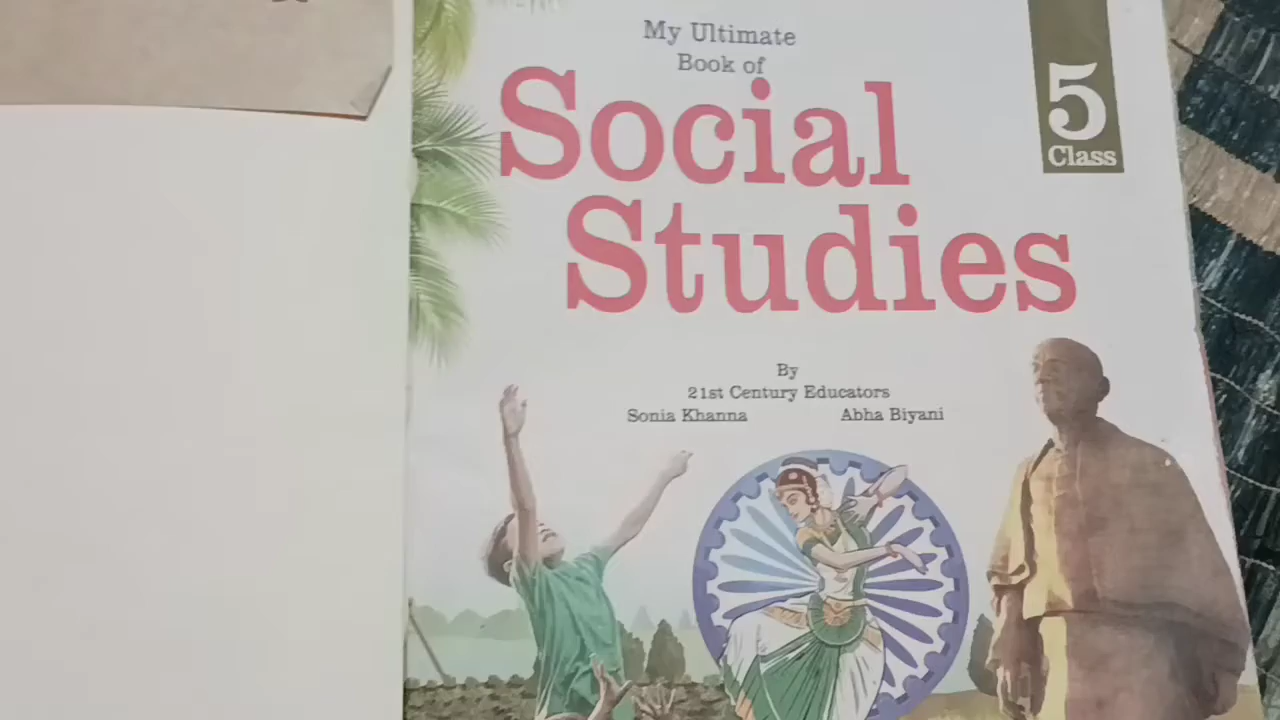 My Ultimate
Book of
Social
Studies
5
Class
By
21st Century Educators
Sonia Khanna Abha Biyani